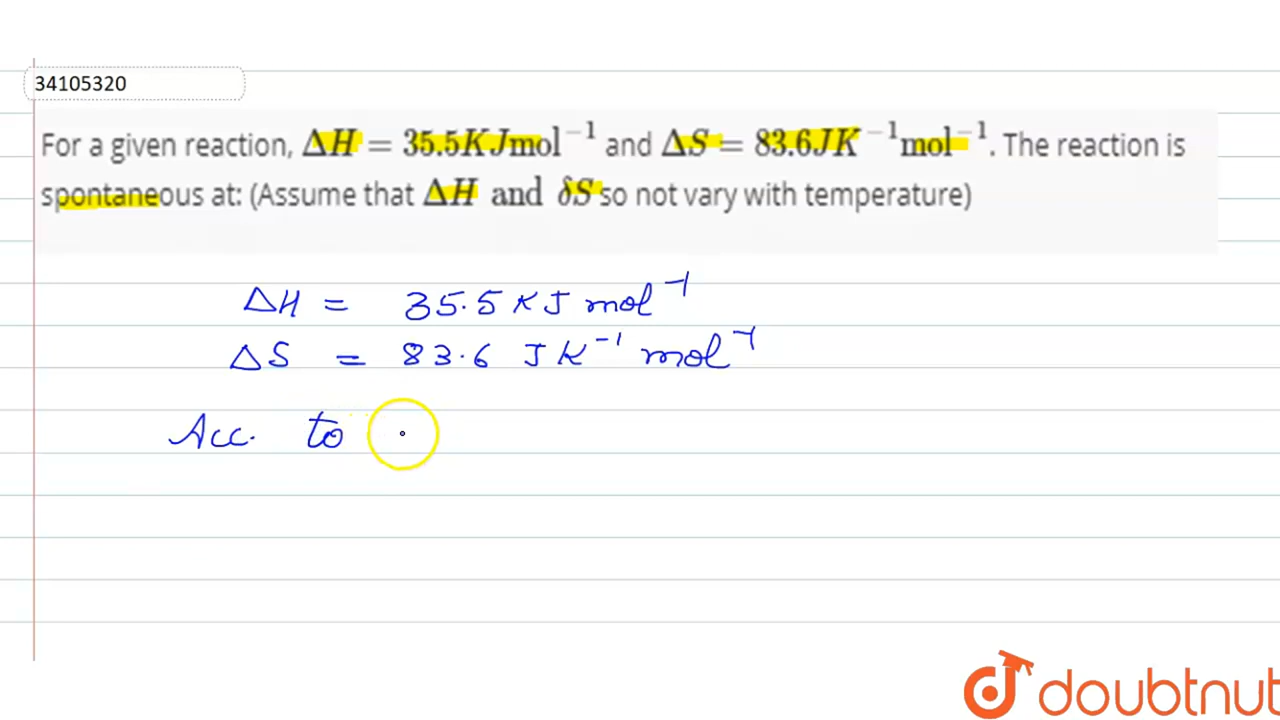 34105320
For a given reaction, ΔH = 35.5KJmol⁻¹ and ΔS = 83.6JK⁻¹mol⁻¹. The reaction is
spontaneous at: (Assume that ΔH and δS so not vary with temperature)
ΔH = 35.5 KJ mol⁻¹
ΔS = 83.6 JK⁻¹ mol⁻¹
Acc. to
doubtnut